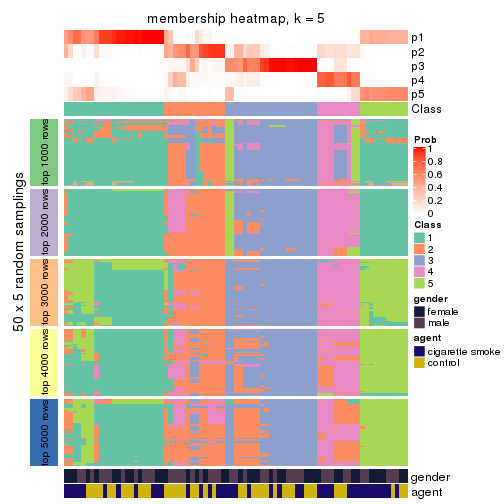 membership heatmap, k = 5
p1
p2
p3
p4
p5
Class
50 x 5 random samplings
top 1000 rows
top 2000 rows
top 3000 rows
top 4000 rows
top 5000 rows
Prob
1
0.8
0.6
0.4
0.2
0
Class
1
2
3
4
5
gender
female
male
agent
cigarette smoke
control
gender
agent